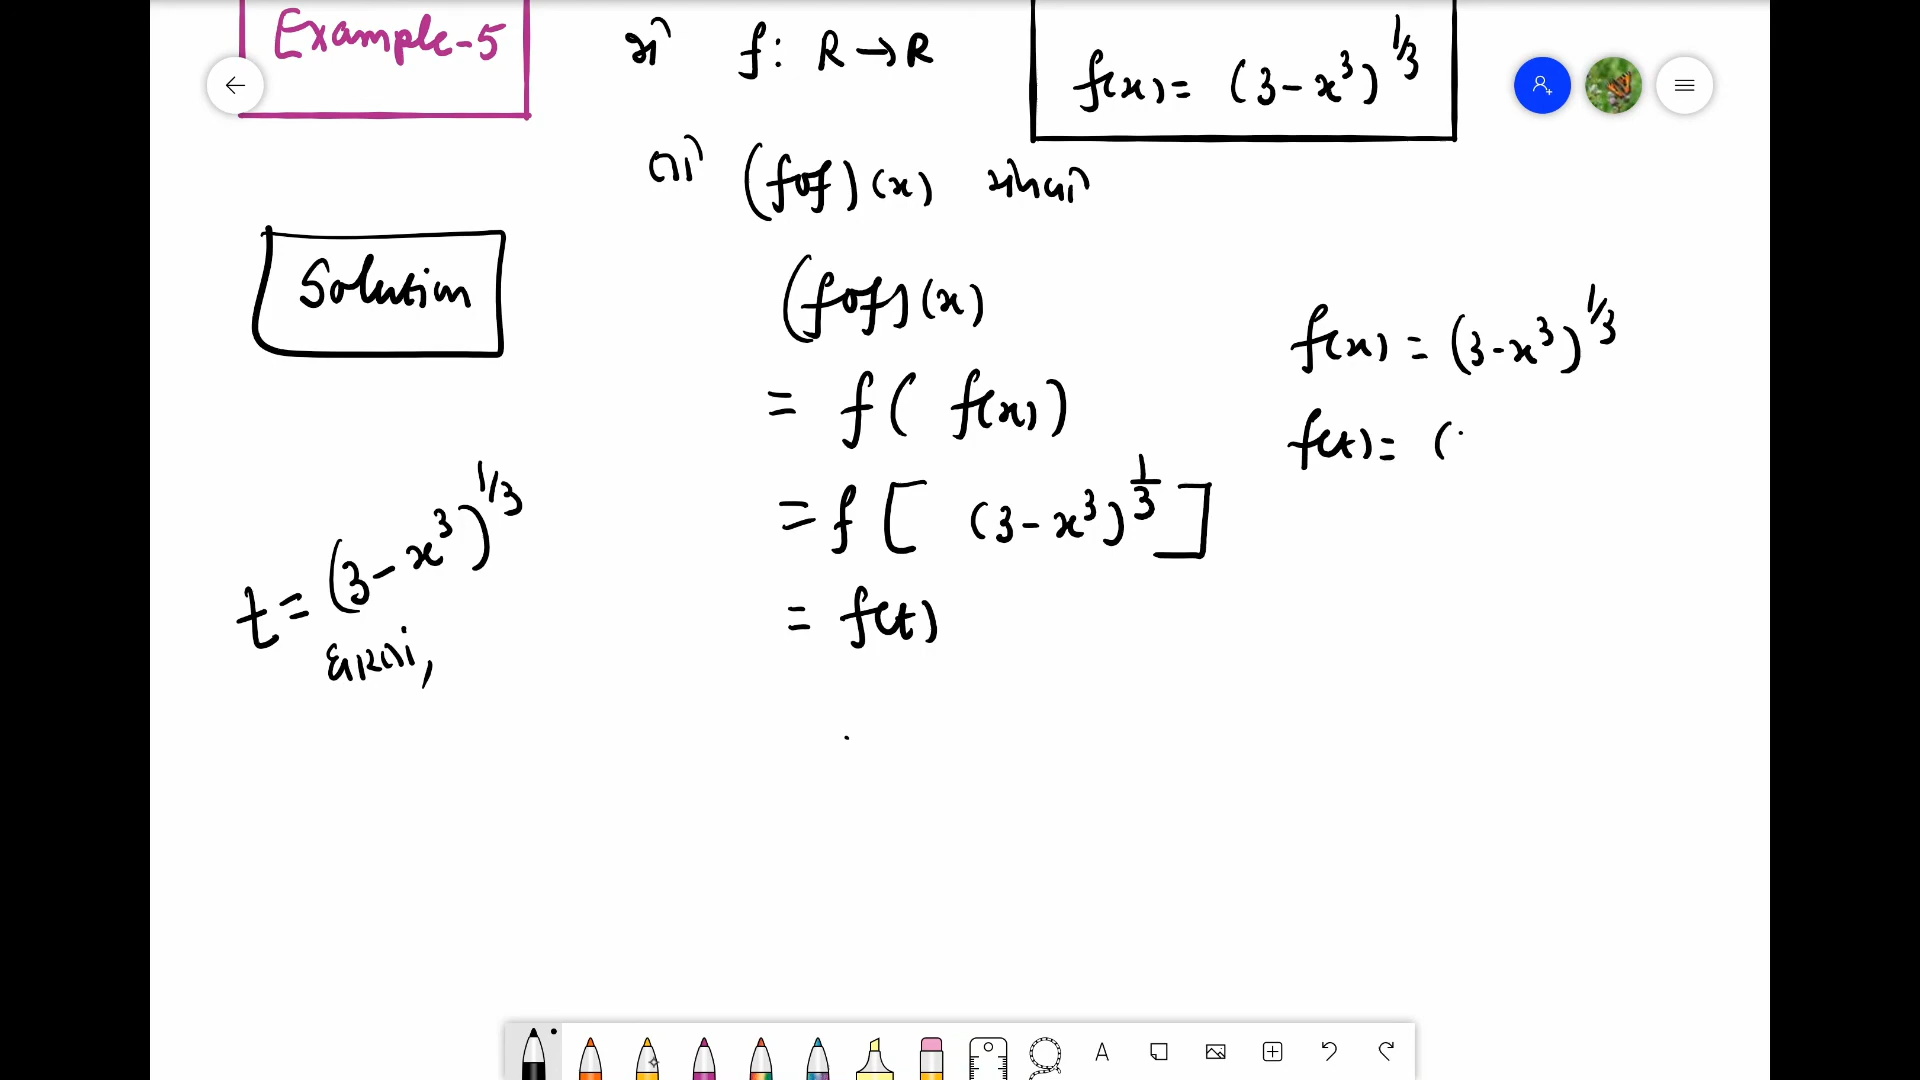 Example-5
જો f: R → R
f(x) = (3-x³)^1/3
તો (fof)(x) શોધો
Solution
(fof)(x)
= f( f(x) )
= f [ (3-x³)^1/3 ]
= f(t)
f(x) = (3-x³)^1/3
f(t) = (
t = (3-x³)^1/3
ધારો,